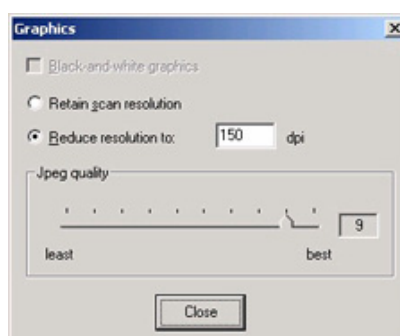 Graphics
Black-and-white graphics
Retain scan resolution
Reduce resolution to: 150 dpi
Jpeg quality
9
least best
Close